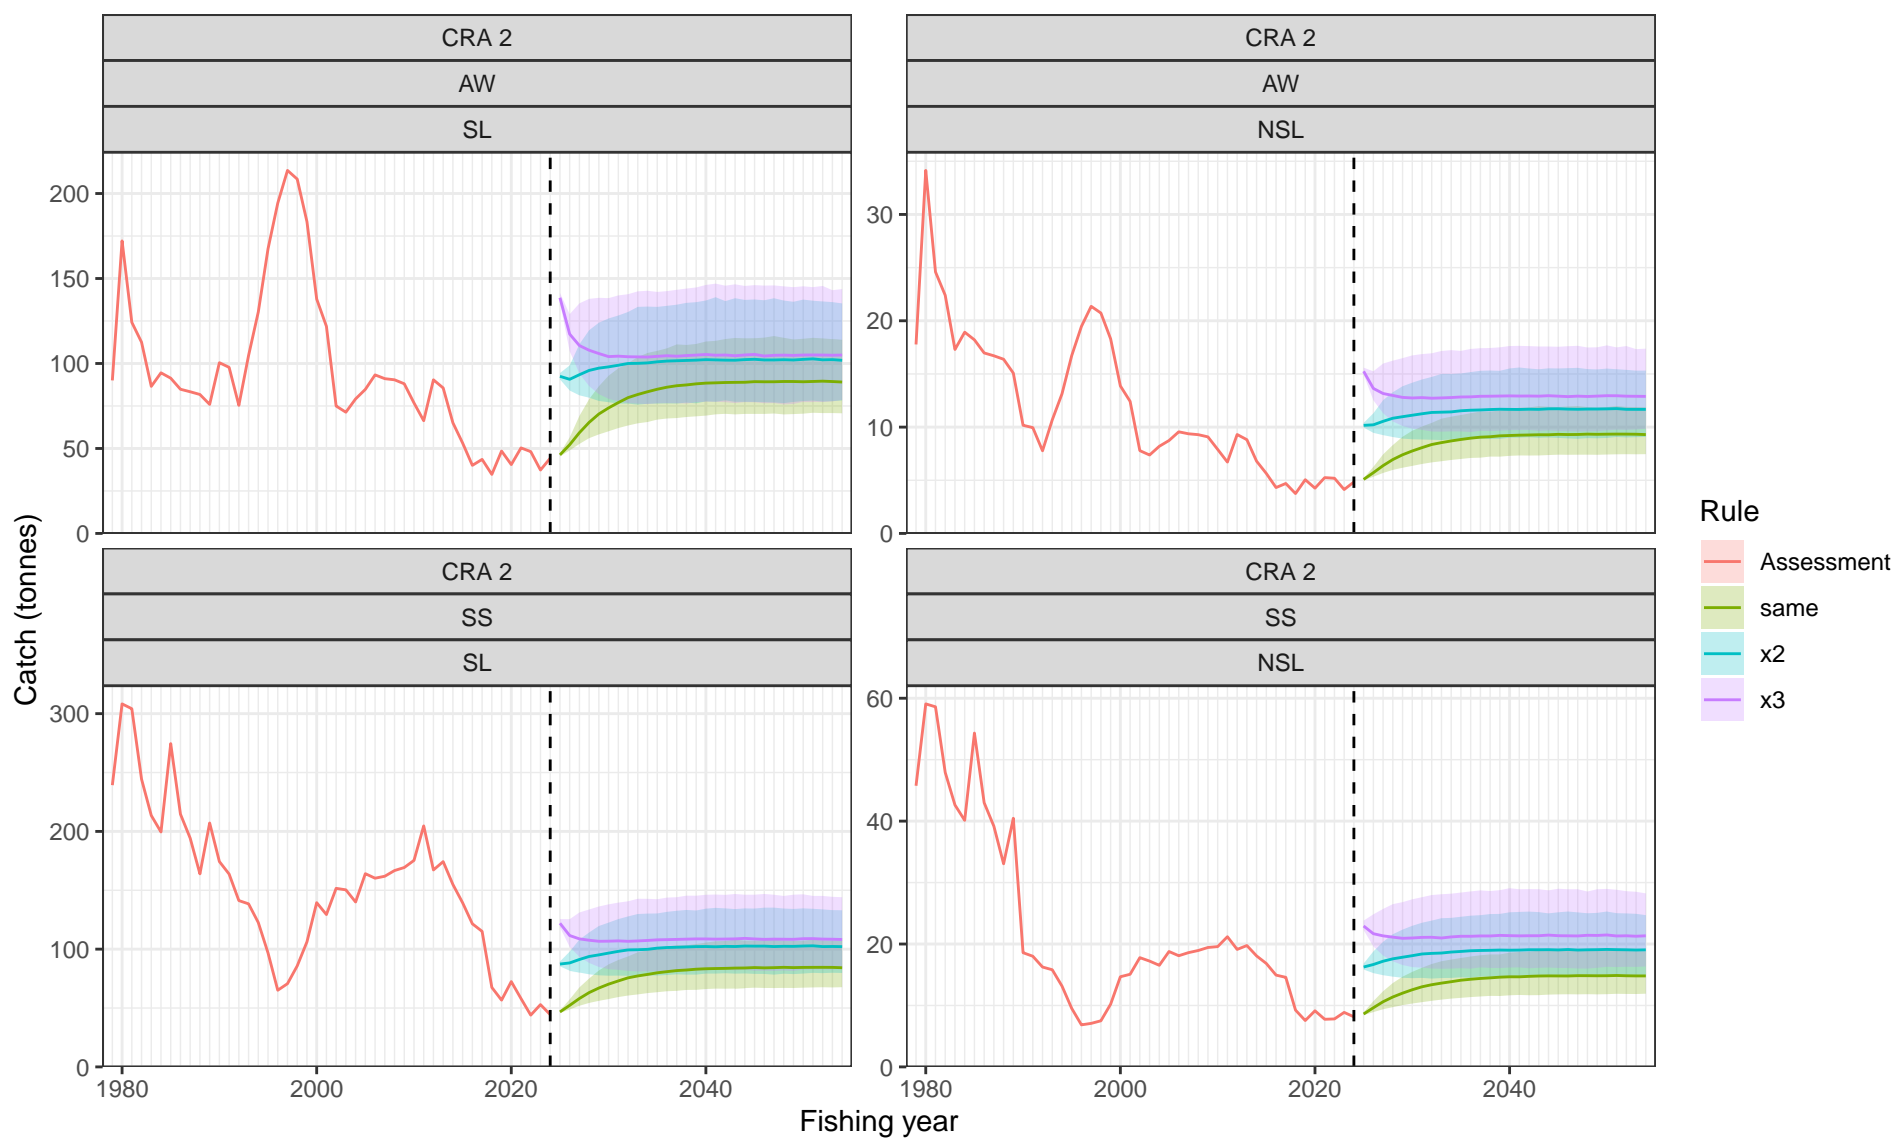 CRA 2
AW
SL
CRA 2
AW
NSL
200
150
100
50
0
30
20
10
0
CRA 2
SS
SL
CRA 2
SS
NSL
300
200
100
0
60
40
20
0
1980
2000
2020
2040
1980
2000
2020
2040
Fishing year
Catch (tonnes)
Rule
Assessment
same
x2
x3